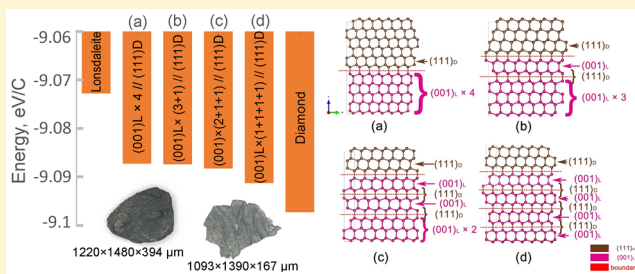 (a) (b) (c) (d)
-9.06
-9.07
-9.08
-9.09
-9.1
Energy, eV/C
Lonsdaleite
(001)L × 4 // (111)D
(001)L× (3+1) // (111)D
(001)×(2+1+1) // (111)D
(001)L×(1+1+1+1) // (111)D
Diamond
1220×1480×394 µm
1093×1390×167 µm
(111)D
(001)L × 4
(a)
(111)D
(001)L
(111)D
(001)L × 3
(b)
(111)D
(001)L
(111)D
(001)L
(111)D
(001)L × 2
(c)
(111)D
(001)L
(111)D
(001)L
(111)D
(001)L
(111)D
(001)L
(d)
(001)L